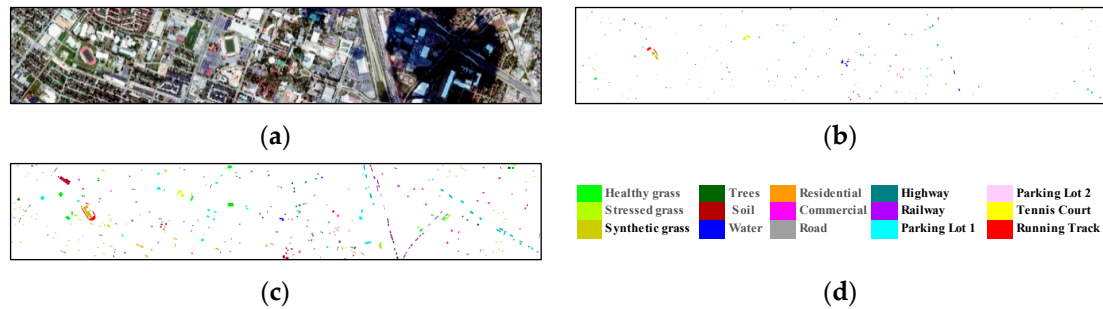 (a)
(b)
(c)
Healthy grass Trees Residential Highway Parking Lot 2
Stressed grass Soil Commercial Railway Tennis Court
Synthetic grass Water Road Parking Lot 1 Running Track
(d)